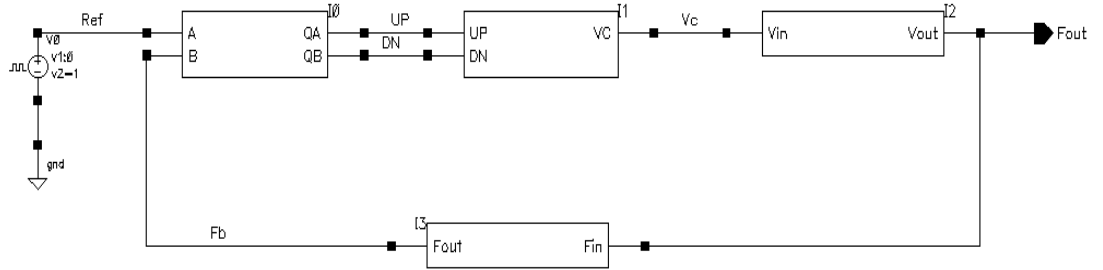 Ref
I0
UP
I1
Vc
I2
A
QA
UP
VC
Vin
Vout
Fout
V0
B
QB
DN
DN
v1:0
v2=1
gnd
I3
Fb
Fout
Fin